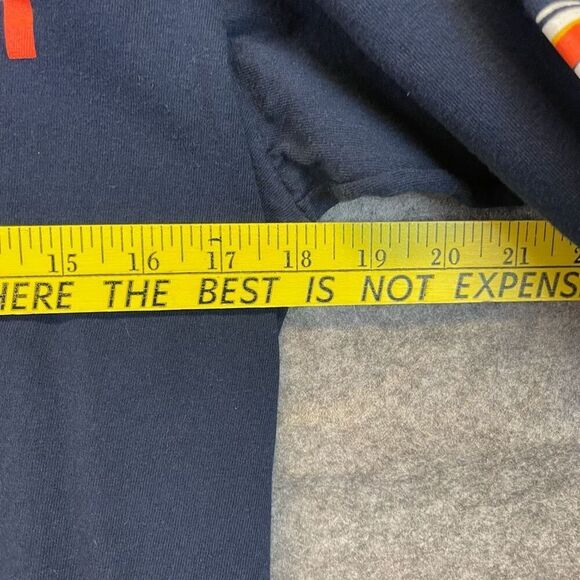 15 16 17 18 19 20 21
HERE THE BEST IS NOT EXPENS